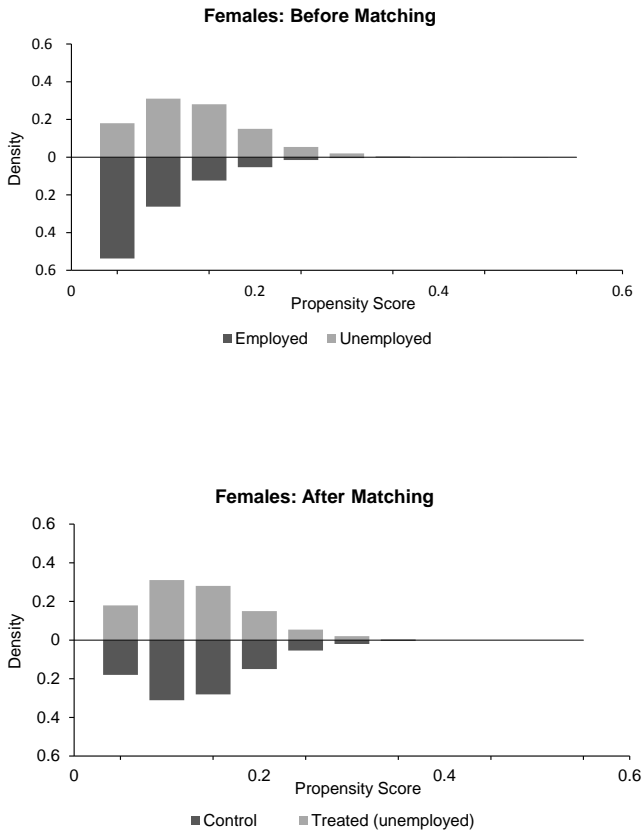 Females: Before Matching
0.6
0.4
0.2
0
0.2
0.4
0.6
Density
0 0.2 0.4 0.6
Propensity Score
Employed Unemployed
Females: After Matching
0.6
0.4
0.2
0
0.2
0.4
0.6
Density
0 0.2 0.4 0.6
Propensity Score
Control Treated (unemployed)